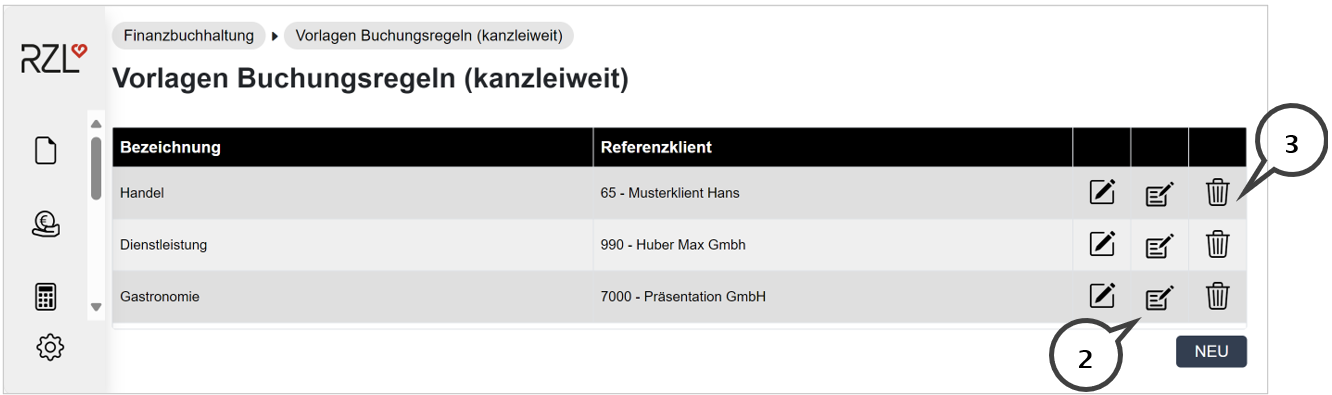 RZL
Finanzbuchhaltung Vorlagen Buchungsregeln (kanzleiweit)
Vorlagen Buchungsregeln (kanzleiweit)
Bezeichnung Referenzklient
3
Handel 65 - Musterklient Hans
Dienstleistung 990 - Huber Max Gmbh
Gastronomie 7000 - Präsentation GmbH
2
NEU